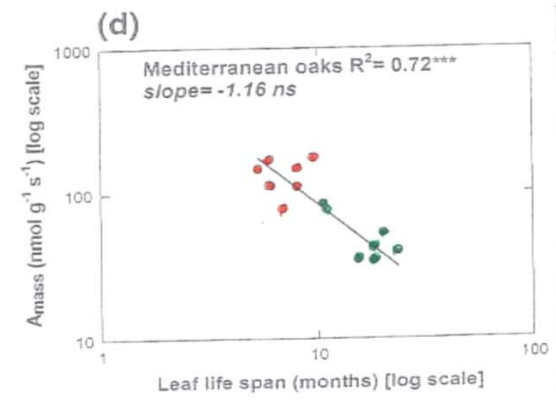 (d)
1000
Mediterranean oaks R²= 0.72***
slope= -1.16 ns
100
10
Amass (nmol g⁻¹ s⁻¹) [log scale]
1
10
100
Leaf life span (months) [log scale]